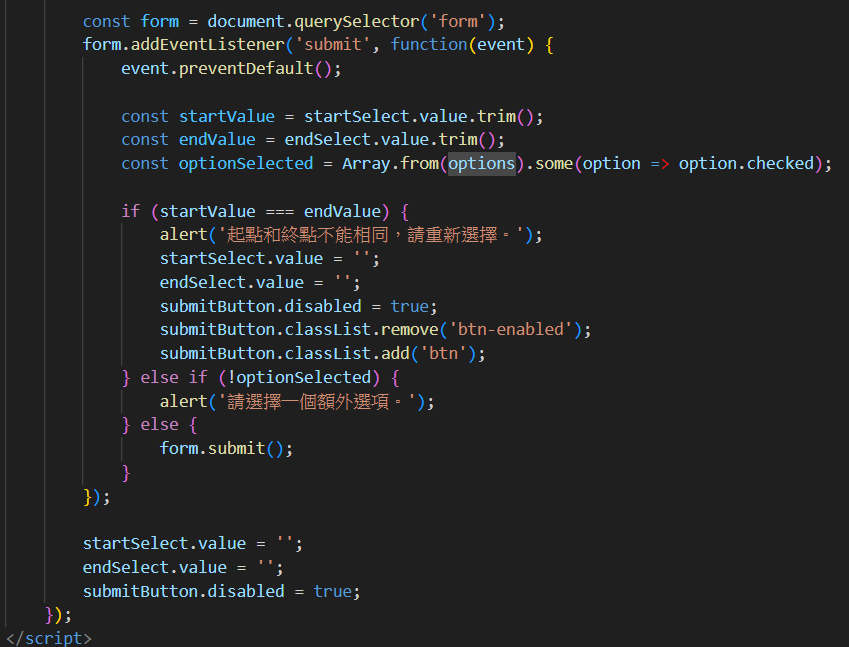 const form = document.querySelector('form');
form.addEventListener('submit', function(event) {
event.preventDefault();
const startValue = startSelect.value.trim();
const endValue = endSelect.value.trim();
const optionSelected = Array.from(options).some(option => option.checked);
if (startValue === endValue) {
alert('起點和終點不能相同，請重新選擇。');
startSelect.value = '';
endSelect.value = '';
submitButton.disabled = true;
submitButton.classList.remove('btn-enabled');
submitButton.classList.add('btn');
} else if (!optionSelected) {
alert('請選擇一個額外選項。');
} else {
form.submit();
}
});
startSelect.value = '';
endSelect.value = '';
submitButton.disabled = true;
});
</script>